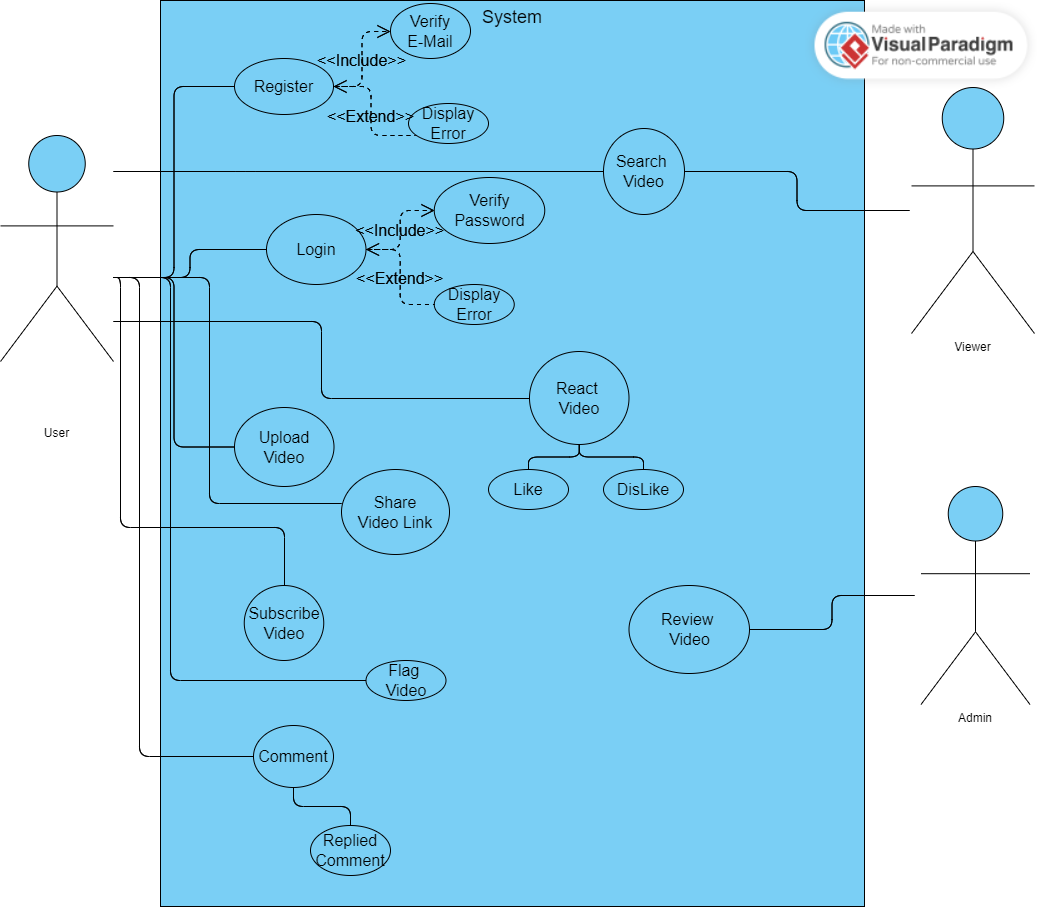 System
Made with
Visual Paradigm
For non-commercial use
Verify
E-Mail
<<Include>>
Register
<<Extend>>
Display
Error
Search
Video
Verify
Password
<<Include>>
Login
<<Extend>>
Display
Error
Viewer
React
Video
User
Upload
Video
Like
DisLike
Share
Video Link
Subscribe
Video
Review
Video
Flag
Video
Admin
Comment
Replied
Comment